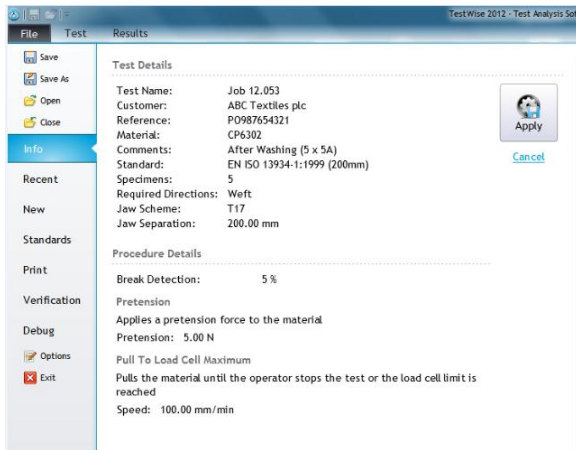 TestWise 2012 - Test Analysis Sof
File Test Results
Save
Save As
Open
Close
Info
Recent
New
Standards
Print
Verification
Debug
Options
Exit
Test Details
Test Name: Job 12.053
Customer: ABC Textiles plc
Reference: PO987654321
Material: CP6302
Comments: After Washing (5 x 5A)
Standard: EN ISO 13934-1:1999 (200mm)
Specimens: 5
Required Directions: Weft
Jaw Scheme: T17
Jaw Separation: 200.00 mm
Procedure Details
Break Detection: 5 %
Pretension
Applies a pretension force to the material
Pretension: 5.00 N
Pull To Load Cell Maximum
Pulls the material until the operator stops the test or the load cell limit is
reached
Speed: 100.00 mm/min
Apply
Cancel